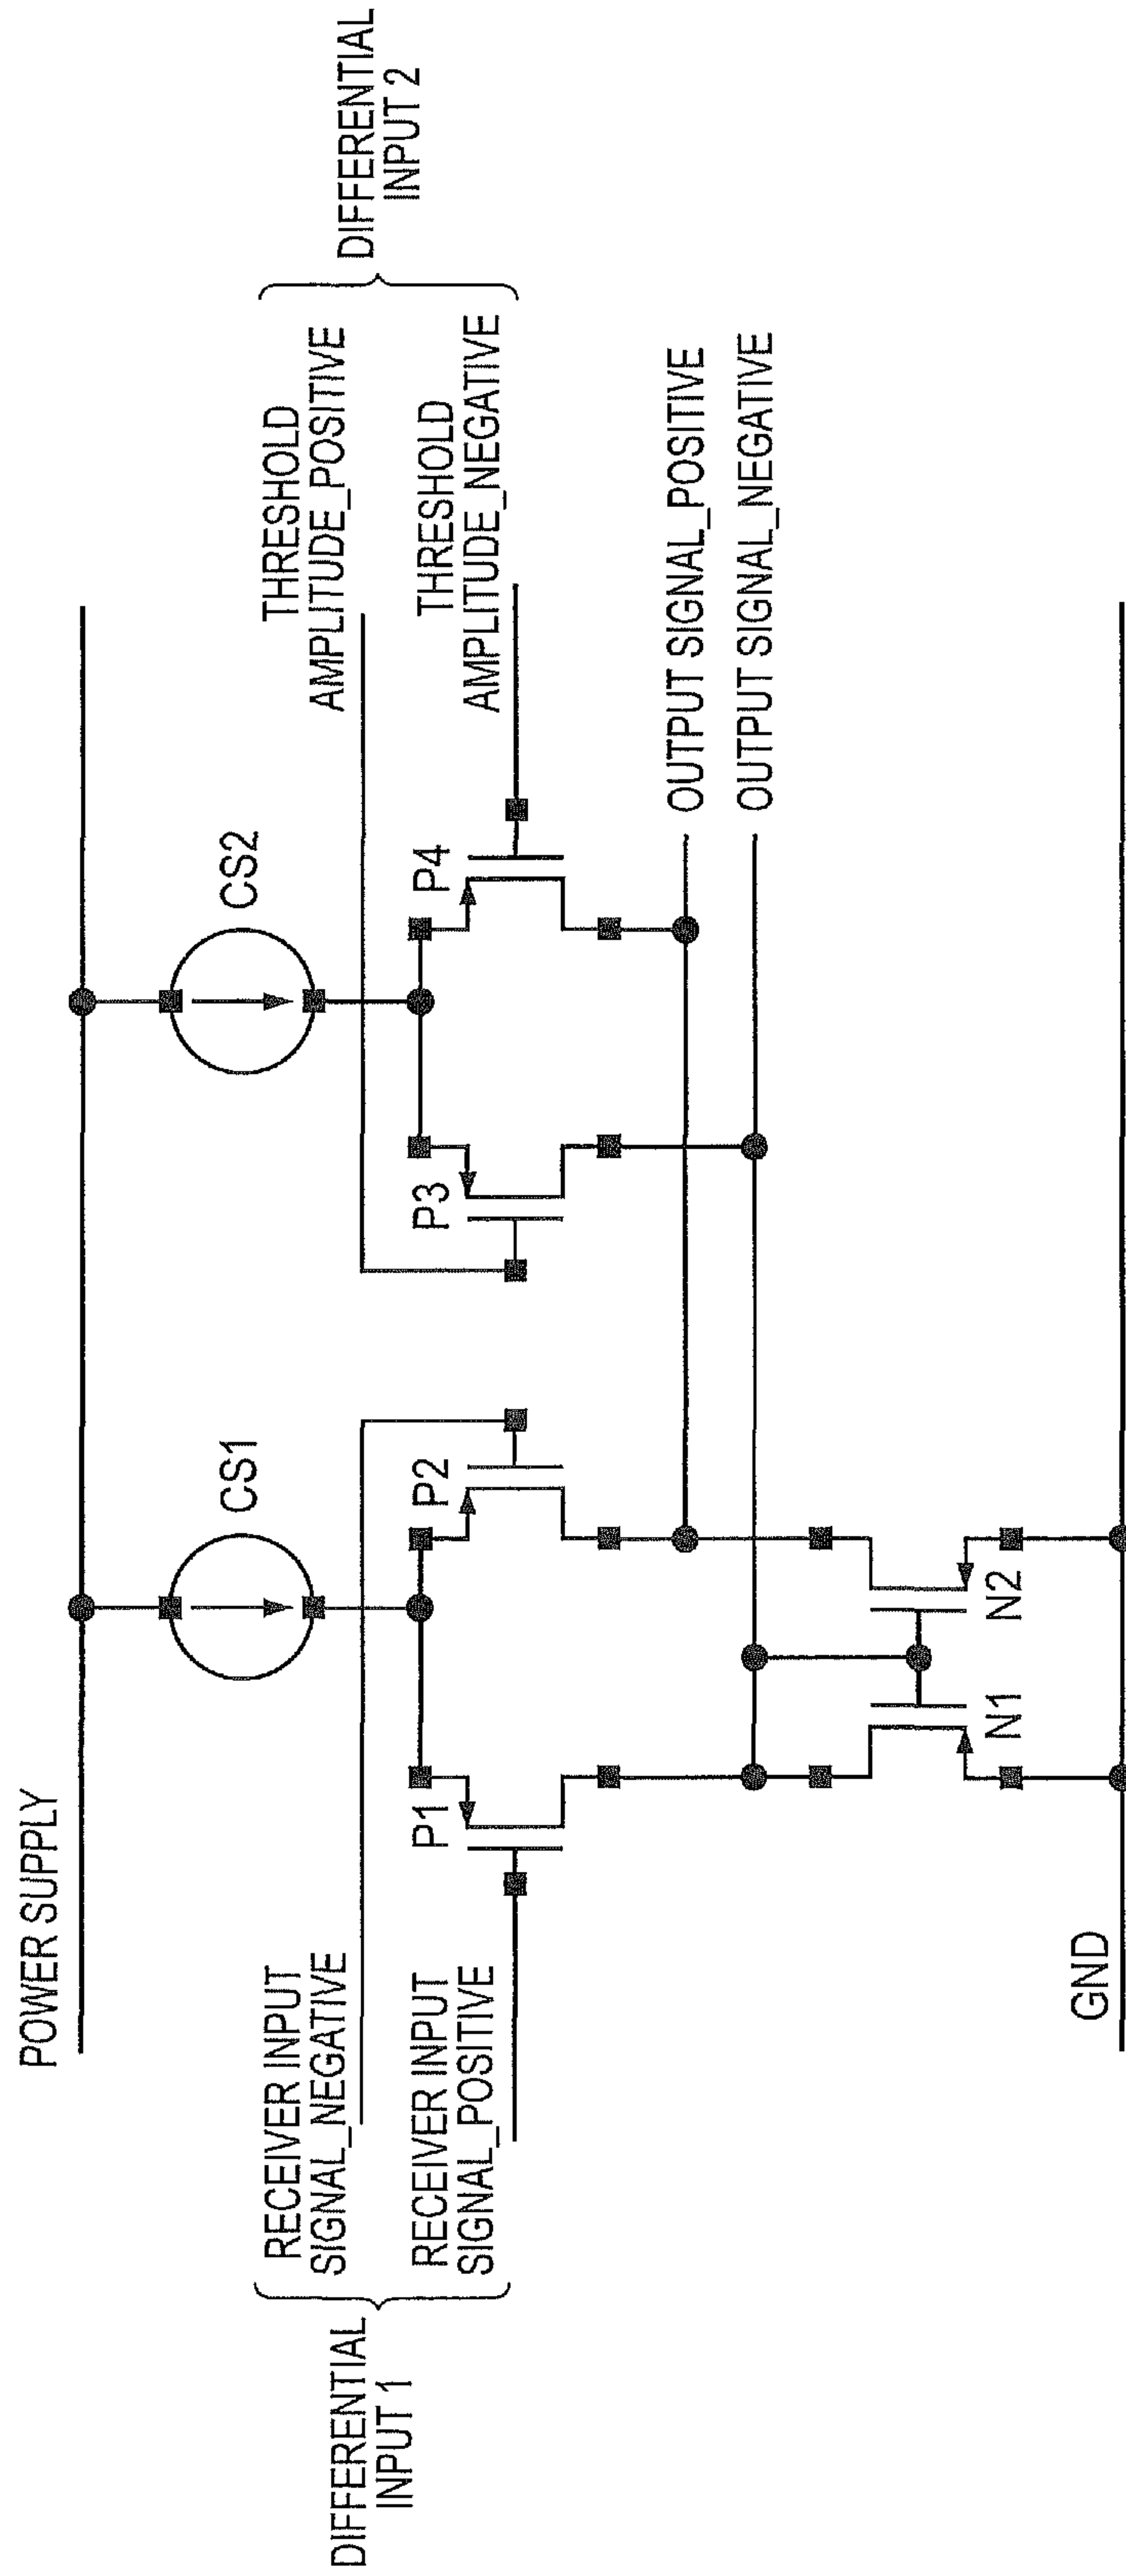 POWER SUPPLY
CS1
CS2
DIFFERENTIAL
INPUT 1
RECEIVER INPUT
SIGNAL_NEGATIVE
RECEIVER INPUT
SIGNAL_POSITIVE
P1
P2
P3
P4
THRESHOLD
AMPLITUDE_POSITIVE
THRESHOLD
AMPLITUDE_NEGATIVE
DIFFERENTIAL
INPUT 2
OUTPUT SIGNAL_POSITIVE
OUTPUT SIGNAL_NEGATIVE
N1
N2
GND